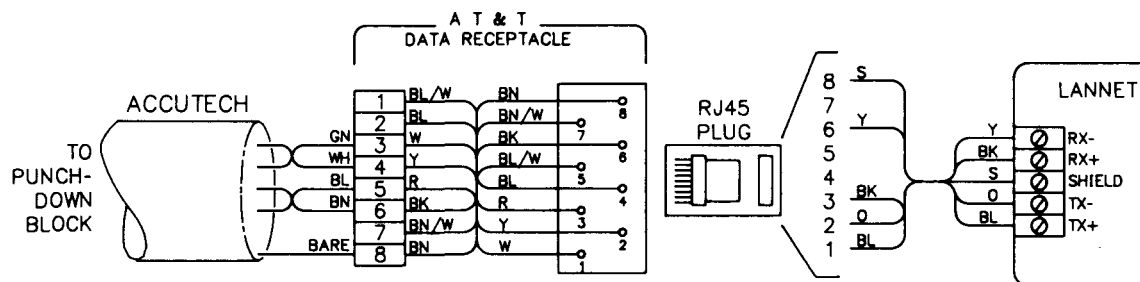 A T & T
DATA RECEPTACLE
ACCUTECH
TO
PUNCH-
DOWN
BLOCK
GN
WH
BL
BN
BARE
1
2
3
4
5
6
7
8
BL/W
BL
W
Y
R
BK
BN/W
BN
BN
BN/W
BK
BL/W
BL
R
Y
W
8
7
6
5
4
3
2
1
RJ45
PLUG
8
7
6
5
4
3
2
1
S
Y
BK
O
BL
LANNET
Y
BK
S
O
BL
RX-
RX+
SHIELD
TX-
TX+